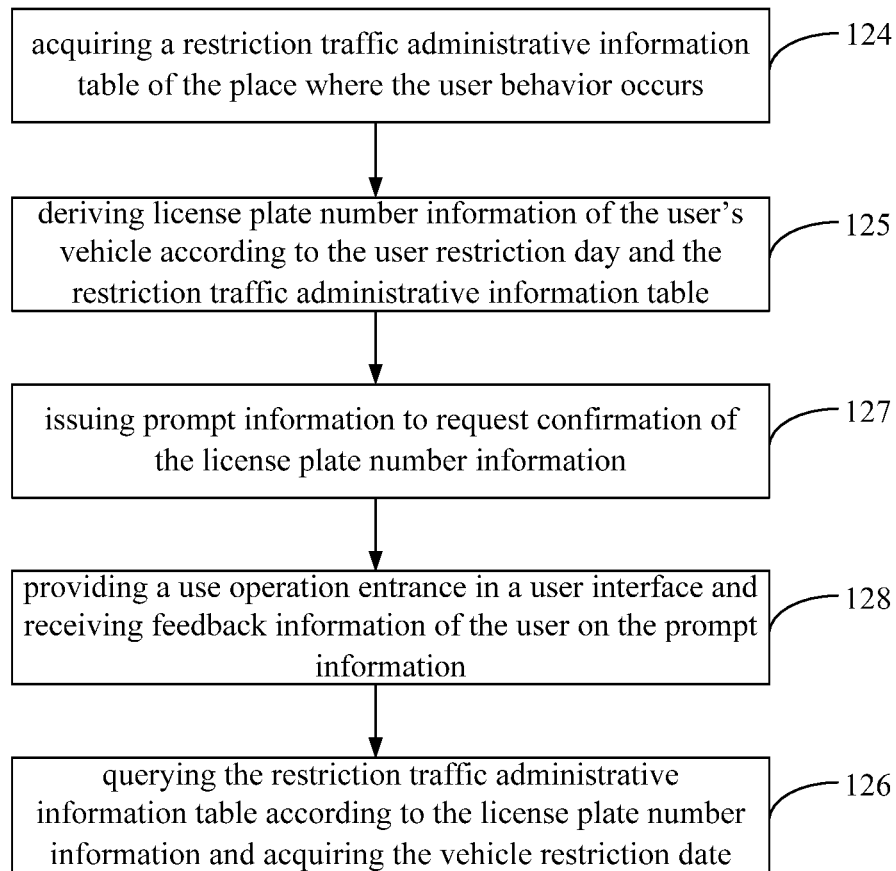 acquiring a restriction traffic administrative information
table of the place where the user behavior occurs
124
deriving license plate number information of the user's
vehicle according to the user restriction day and the
restriction traffic administrative information table
125
issuing prompt information to request confirmation of
the license plate number information
127
providing a use operation entrance in a user interface and
receiving feedback information of the user on the prompt
information
128
querying the restriction traffic administrative
information table according to the license plate number
information and acquiring the vehicle restriction date
126